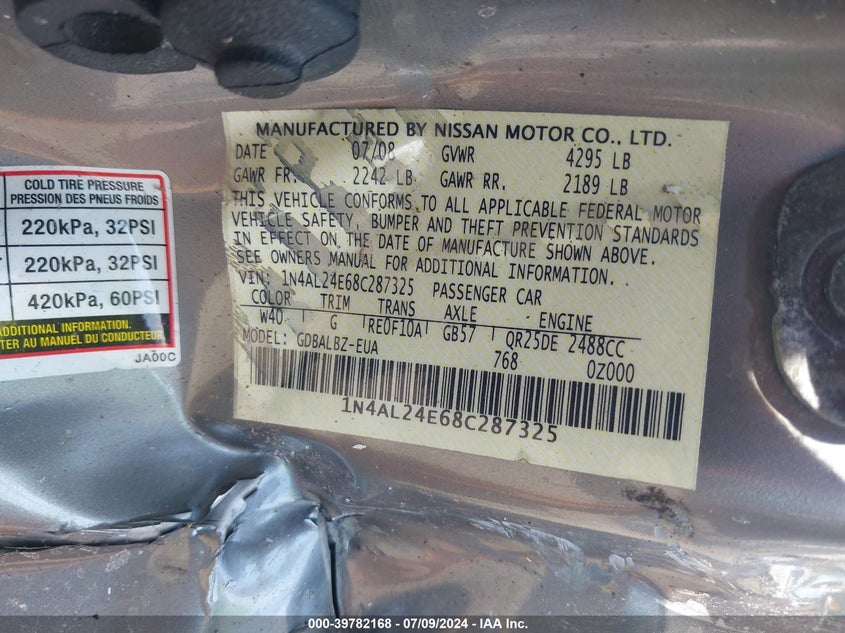 COLD TIRE PRESSURE
PRESSION DES PNEUS FROIDS
220kPa, 32PSI
220kPa, 32PSI
420kPa, 60PSI
ADDITIONAL INFORMATION
TER AU MANUEL DU CONDUCTEUR
JA00C
MANUFACTURED BY NISSAN MOTOR CO., LTD.
DATE 07/08 GVWR 4295 LB
GAWR FR. 2242 LB GAWR RR. 2189 LB
THIS VEHICLE CONFORMS TO ALL APPLICABLE FEDERAL MOTOR
VEHICLE SAFETY, BUMPER AND THEFT PREVENTION STANDARDS
IN EFFECT ON THE DATE OF MANUFACTURE SHOWN ABOVE.
SEE OWNERS MANUAL FOR ADDITIONAL INFORMATION.
VIN: 1N4AL24E68C287325 PASSENGER CAR
COLOR TRIM TRANS AXLE ENGINE
W40 G RE0F10A GB57 QR25DE 2488CC
MODEL: GDBALBZ-EUA 768 0Z000
1N4AL24E68C287325
000-39782168 - 07/09/2024 - IAA Inc.